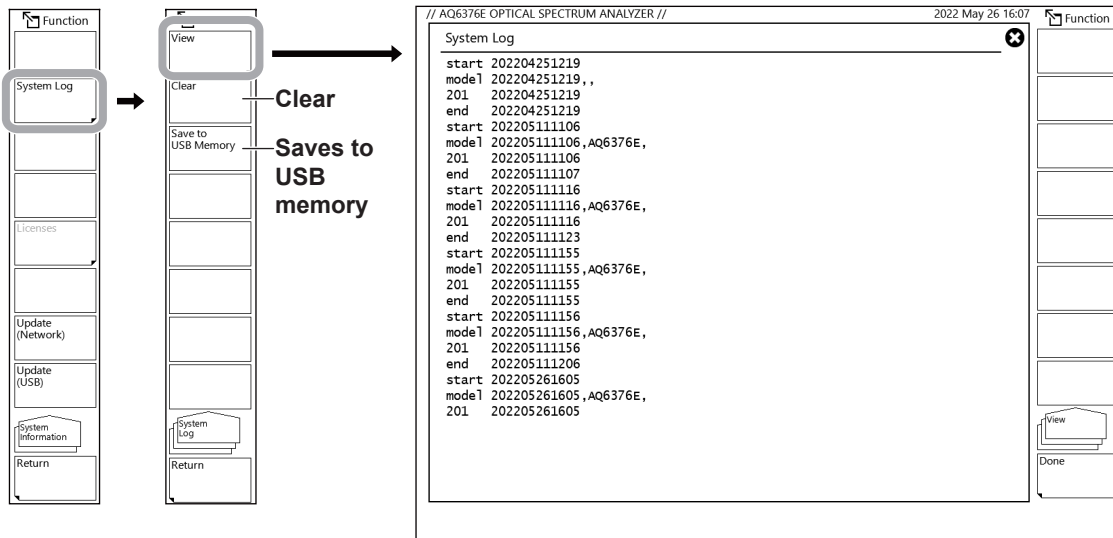 Function
System Log
Licenses
Update
(Network)
Update
(USB)
System
Information
Return
View
Clear
Save to
USB Memory
System
Log
Return
Clear
Saves to
USB
memory
// AQ6376E OPTICAL SPECTRUM ANALYZER //
2022 May 26 16:07
System Log
start 202204251219
model 202204251219,,
201 202204251219
end 202204251219
start 202205111106
model 202205111106,AQ6376E,
201 202205111106
end 202205111107
start 202205111116
model 202205111116,AQ6376E,
201 202205111116
end 202205111123
start 202205111155
model 202205111155,AQ6376E,
201 202205111155
end 202205111155
start 202205111156
model 202205111156,AQ6376E,
201 202205111156
end 202205111206
start 202205261605
model 202205261605,AQ6376E,
201 202205261605
Function
View
Done